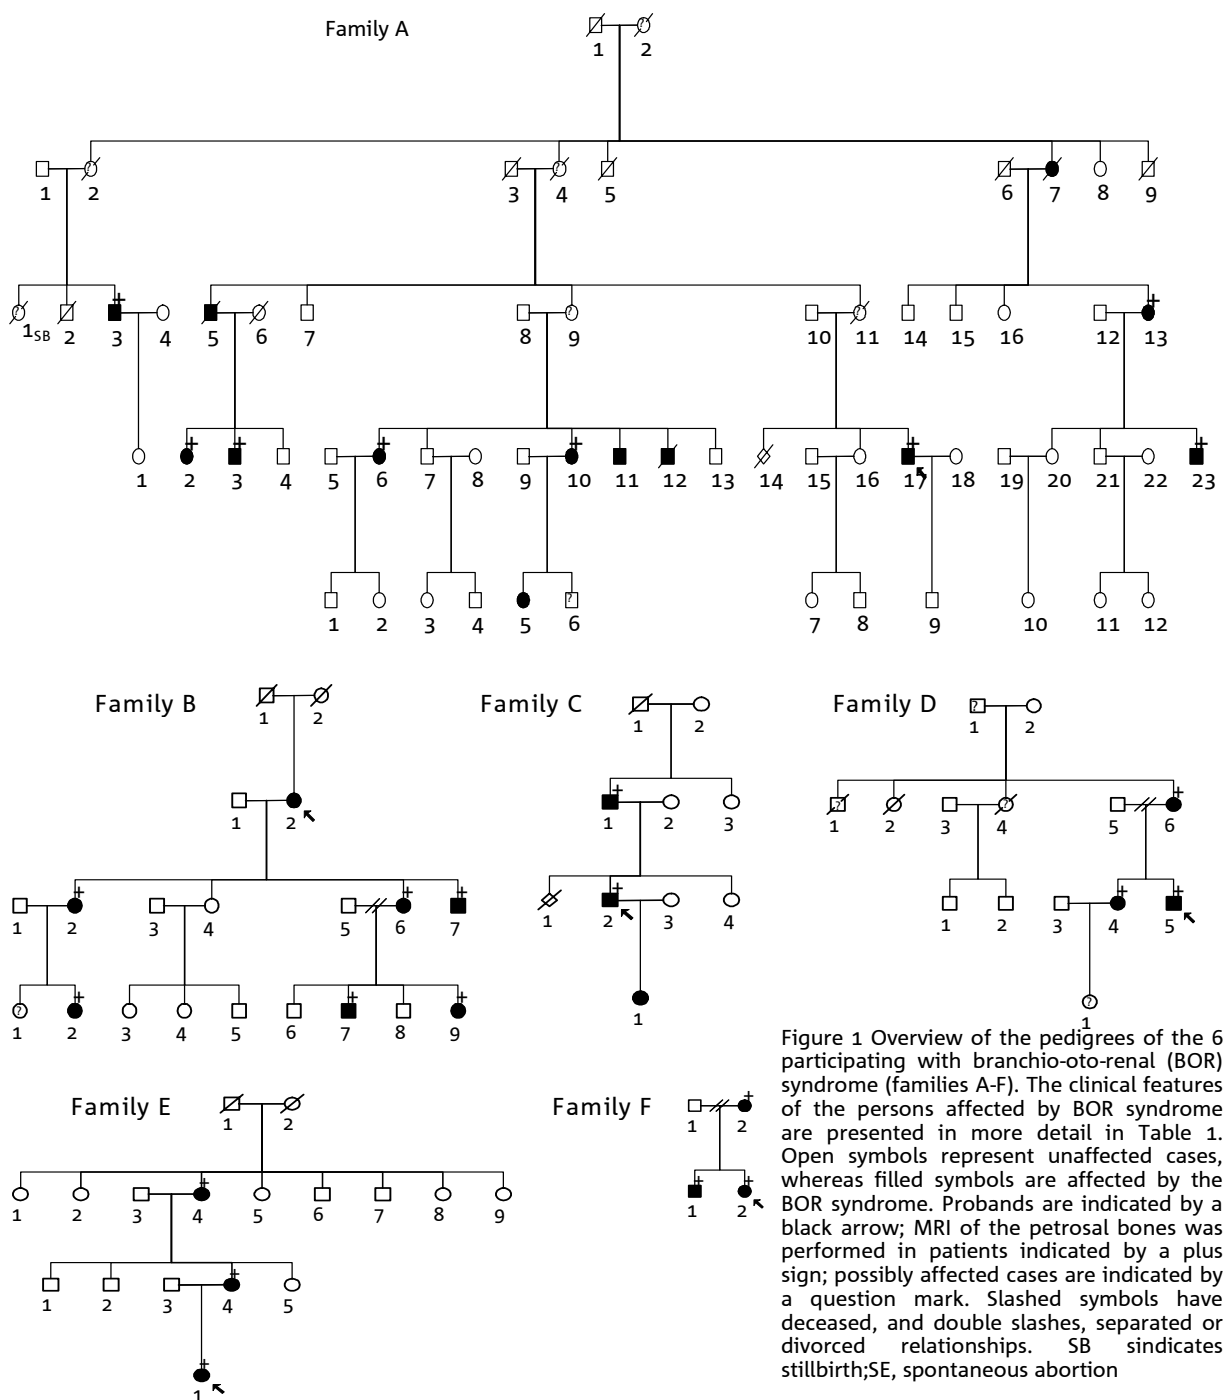 Family A
1 2
1 2 3 4 5 6 7 8 9
? ? ?
1SB 2 3 4 5 6 7 8 9 10 11 14 15 16 12 13
1 2 3 4 5 6 7 8 9 10 11 12 13 14 15 16 17 18 19 20 21 22 23
1 2 3 4 5 6 7 8 9 10 11 12
Family B
1 2
1 2
1 2 3 4 5 6 7
1 2 3 4 5 6 7 8 9
Family C
1 2
1 2 3
1 2 3 4
1
Family D
1 2
1 2 3 4 5 6
1 2 3 4 5
1
Family E
1 2
1 2 3 4 5 6 7 8 9
1 2 3 4 5
1
Family F
1 2
1 2
Figure 1 Overview of the pedigrees of the 6
participating with branchio-oto-renal (BOR)
syndrome (families A-F). The clinical features
of the persons affected by BOR syndrome
are presented in more detail in Table 1.
Open symbols represent unaffected cases,
whereas filled symbols are affected by the
BOR syndrome. Probands are indicated by a
black arrow; MRI of the petrosal bones was
performed in patients indicated by a plus
sign; possibly affected cases are indicated by
a question mark. Slashed symbols have
deceased, and double slashes, separated or
divorced relationships. SB sindicates
stillbirth;SE, spontaneous abortion